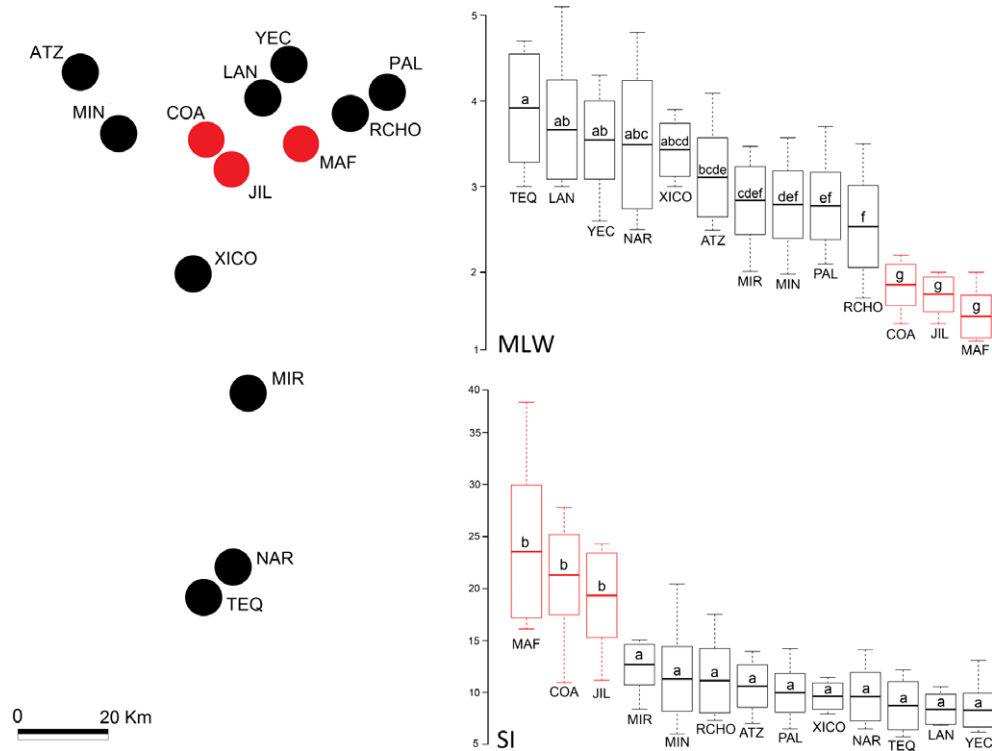 YEC
ATZ
PAL
LAN
MIN
COA
RCHO
MAF
JIL
XICO
MIR
NAR
TEQ
0 20 Km
5
4
3
2
1
a
ab
ab
abc
abcd
bcde
cdef
def
ef
f
g
g
g
TEQ
LAN
YEC
NAR
XICO
ATZ
MIR
MIN
PAL
RCHO
COA
JIL
MAF
MLW
40
35
30
25
20
15
10
5
b
b
b
a
a
a
a
a
a
a
a
a
a
MAF
COA
JIL
MIR
MIN
RCHO
ATZ
PAL
XICO
NAR
TEQ
LAN
YEC
SI